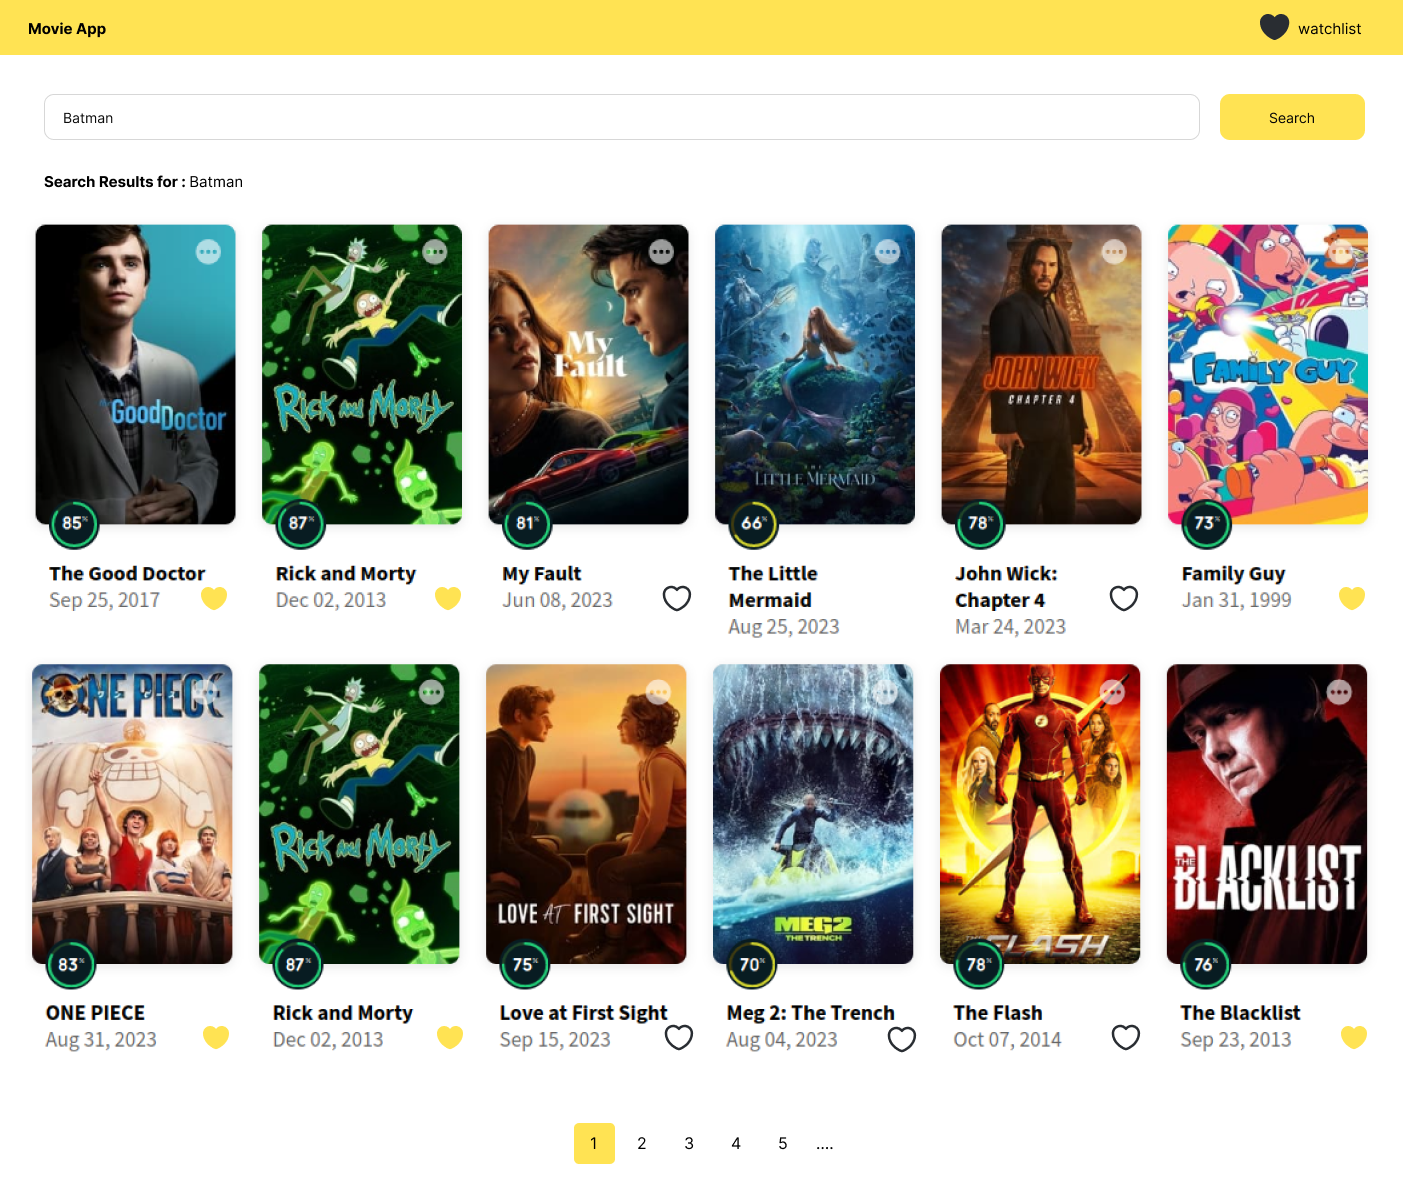 Movie App
watchlist
Batman
Search
Search Results for : Batman
the GoodDoctor
Rick and Morty
My
Fault
THE
LITTLE MERMAID
JOHN WICK
CHAPTER 4
FAMILY GUY
85%
87%
81%
66%
78%
73%
The Good Doctor
Sep 25, 2017
Rick and Morty
Dec 02, 2013
My Fault
Jun 08, 2023
The Little
Mermaid
Aug 25, 2023
John Wick:
Chapter 4
Mar 24, 2023
Family Guy
Jan 31, 1999
ONE PIECE
Rick and Morty
LOVE AT FIRST SIGHT
MEG2
THE TRENCH
THE FLASH
THE
BLACKLIST
83%
87%
75%
70%
78%
76%
ONE PIECE
Aug 31, 2023
Rick and Morty
Dec 02, 2013
Love at First Sight
Sep 15, 2023
Meg 2: The Trench
Aug 04, 2023
The Flash
Oct 07, 2014
The Blacklist
Sep 23, 2013
1 2 3 4 5 ....